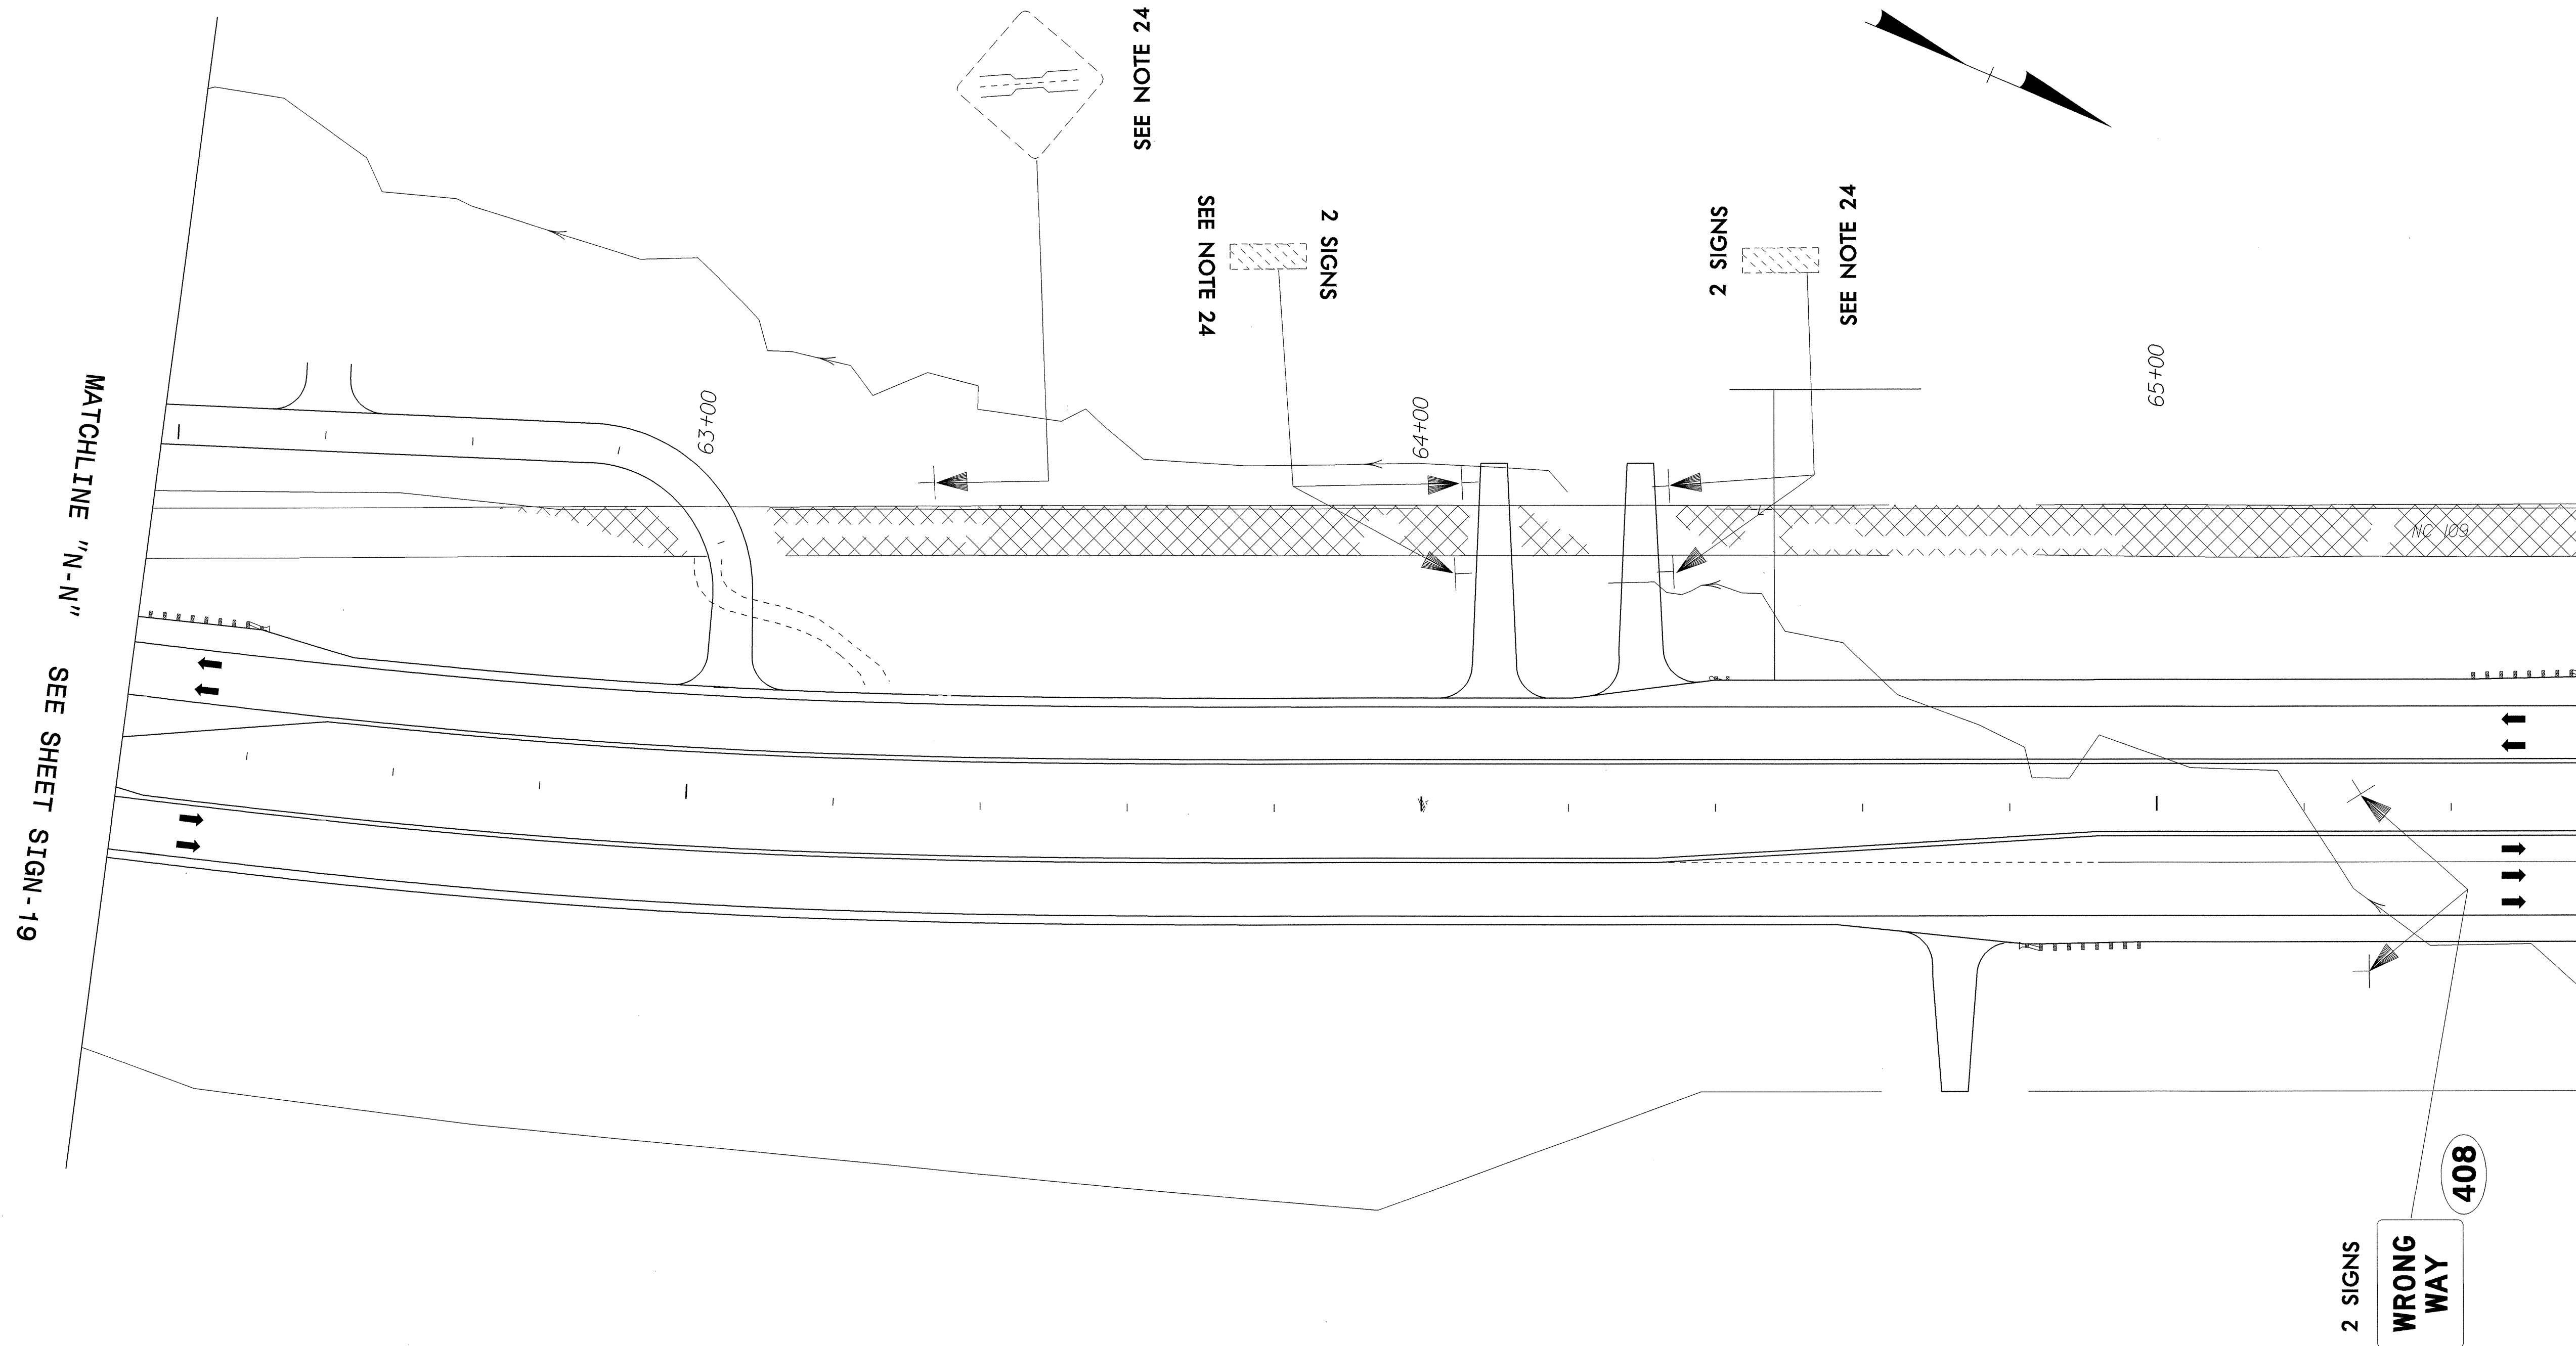 SEE NOTE 24
SEE NOTE 24
2 SIGNS
2 SIGNS
SEE NOTE 24
63+00
64+00
65+00
NC 109
MATCHLINE "N-N" SEE SHEET SIGN-19
408
2 SIGNS
WRONG
WAY